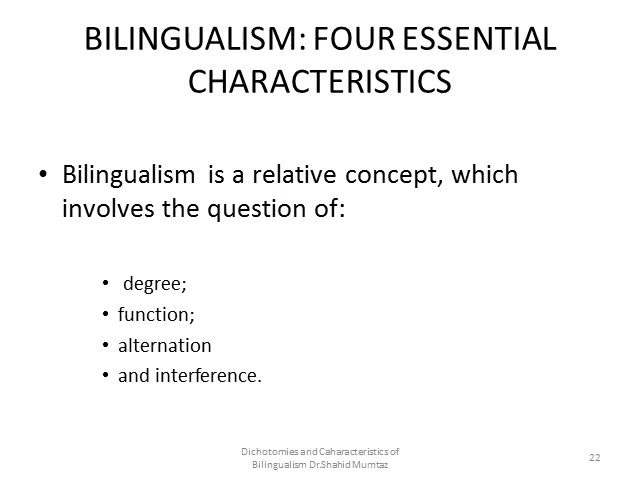 BILINGUALISM: FOUR ESSENTIAL
CHARACTERISTICS
• Bilingualism is a relative concept, which
involves the question of:
• degree;
• function;
• alternation
• and interference.
Dichotomies and Caharacteristics of
Bilingualism Dr.Shahid Mumtaz
22